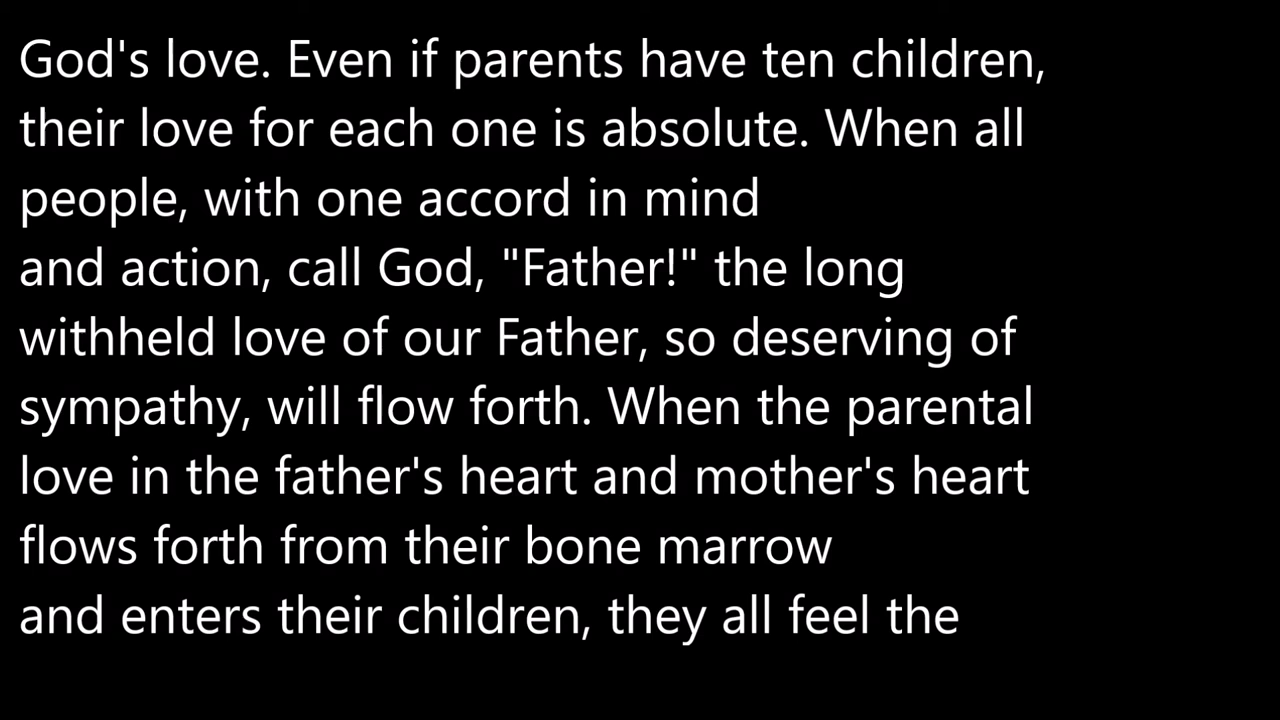 God's love. Even if parents have ten children,
their love for each one is absolute. When all
people, with one accord in mind
and action, call God, "Father!" the long
withheld love of our Father, so deserving of
sympathy, will flow forth. When the parental
love in the father's heart and mother's heart
flows forth from their bone marrow
and enters their children, they all feel the